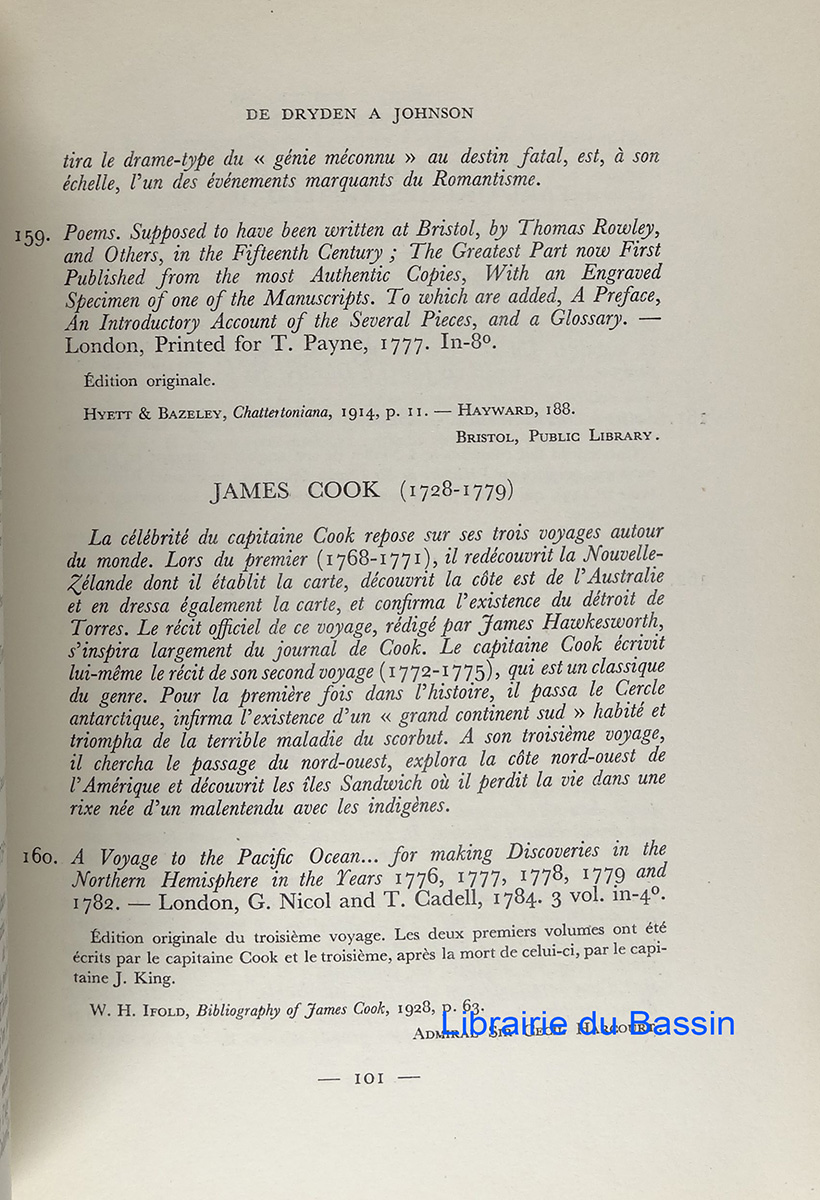 DE DRYDEN A JOHNSON
tira le drame-type du « génie méconnu » au destin fatal, est, à son
échelle, l'un des événements marquants du Romantisme.
159. Poems. Supposed to have been written at Bristol, by Thomas Rowley,
and Others, in the Fifteenth Century ; The Greatest Part now First
Published from the most Authentic Copies, With an Engraved
Specimen of one of the Manuscripts. To which are added, A Preface,
An Introductory Account of the Several Pieces, and a Glossary. —
London, Printed for T. Payne, 1777. In-8º.
Édition originale.
HYETT & BAZELEY, Chattertoniana, 1914, p. 11. — HAYWARD, 188.
BRISTOL, PUBLIC LIBRARY.
JAMES COOK (1728-1779)
La célébrité du capitaine Cook repose sur ses trois voyages autour
du monde. Lors du premier (1768-1771), il redécouvrit la Nouvelle-
Zélande dont il établit la carte, découvrit la côte est de l'Australie
et en dressa également la carte, et confirma l'existence du détroit de
Torres. Le récit officiel de ce voyage, rédigé par James Hawkesworth,
s'inspira largement du journal de Cook. Le capitaine Cook écrivit
lui-même le récit de son second voyage (1772-1775), qui est un classique
du genre. Pour la première fois dans l'histoire, il passa le Cercle
antarctique, infirma l'existence d'un « grand continent sud » habité et
triompha de la terrible maladie du scorbut. A son troisième voyage,
il chercha le passage du nord-ouest, explora la côte nord-ouest de
l'Amérique et découvrit les îles Sandwich où il perdit la vie dans une
rixe née d'un malentendu avec les indigènes.
160. A Voyage to the Pacific Ocean... for making Discoveries in the
Northern Hemisphere in the Years 1776, 1777, 1778, 1779 and
1782. — London, G. Nicol and T. Cadell, 1784. 3 vol. in-4º.
Édition originale du troisième voyage. Les deux premiers volumes ont été
écrits par le capitaine Cook et le troisième, après la mort de celui-ci, par le capi-
taine J. King.
W. H. IFOLD, Bibliography of James Cook, 1928, p. 63.
ADMIRAL SIR CECIL HARCOURT.
Librairie du Bassin
— 101 —